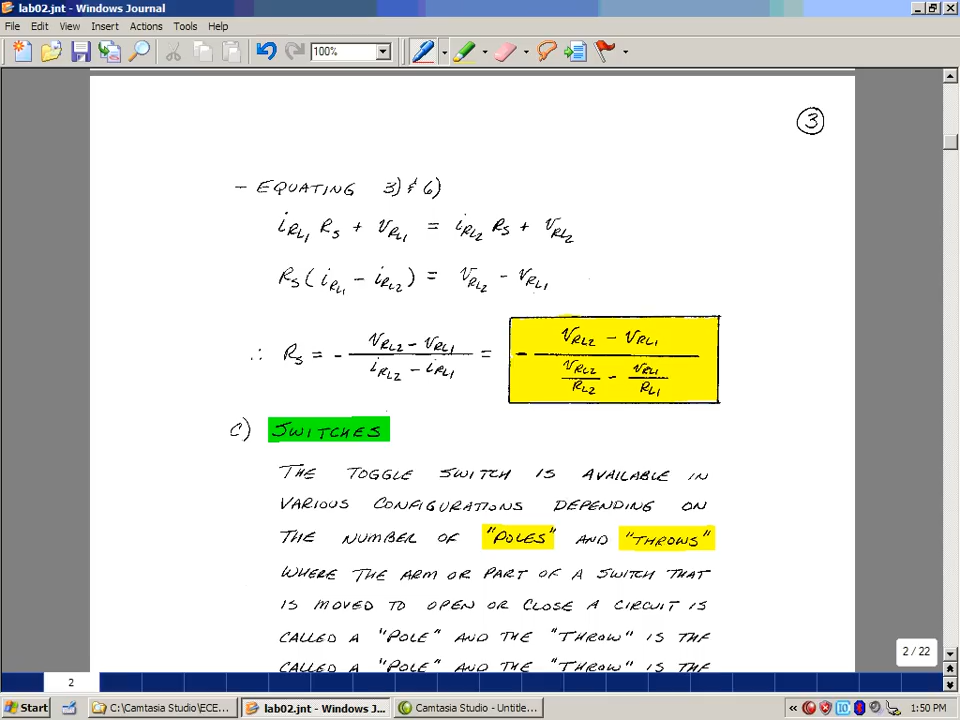 lab02.jnt - Windows Journal
File Edit View Insert Actions Tools Help
100%
3
- EQUATING 3) & 6)
i_RL1 R_S + V_RL1 = i_RL2 R_S + V_RL2
R_S ( i_RL1 - i_RL2 ) = V_RL2 - V_RL1
∴ R_S = - (V_RL2 - V_RL1) / (i_RL2 - i_RL1) = - (V_RL2 - V_RL1) / (V_RL2 / R_L2 - V_RL1 / R_L1)
C) SWITCHES
THE TOGGLE SWITCH IS AVAILABLE IN
VARIOUS CONFIGURATIONS DEPENDING ON
THE NUMBER OF "POLES" AND "THROWS"
WHERE THE ARM OR PART OF A SWITCH THAT
IS MOVED TO OPEN OR CLOSE A CIRCUIT IS
CALLED A "POLE" AND THE "THROW" IS THE
CALLED A "POLE" AND THE "THROW" IS THE
2 / 22
2
Start
C:\Camtasia Studio\ECE...
lab02.jnt - Windows J...
Camtasia Studio - Untitle...
«
1:50 PM